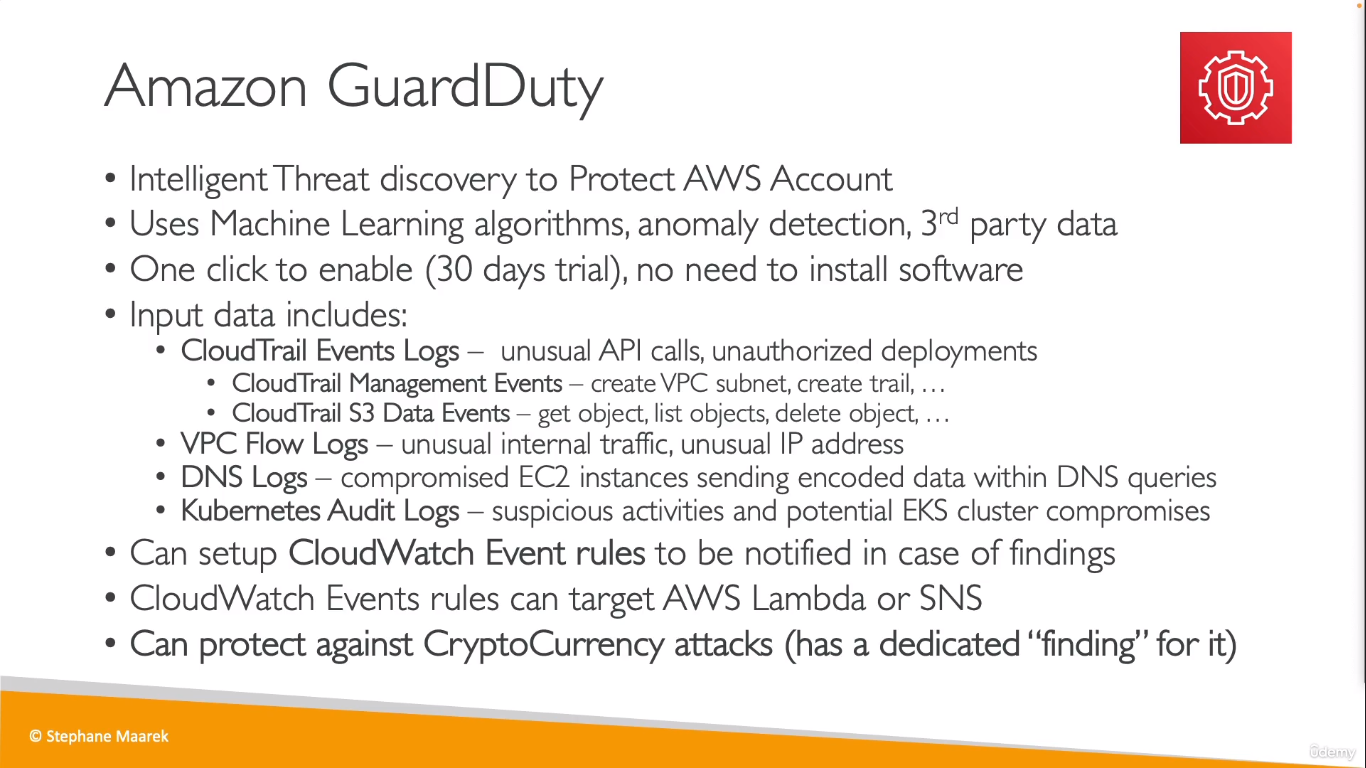 Amazon GuardDuty
• Intelligent Threat discovery to Protect AWS Account
• Uses Machine Learning algorithms, anomaly detection, 3rd party data
• One click to enable (30 days trial), no need to install software
• Input data includes:
• CloudTrail Events Logs – unusual API calls, unauthorized deployments
• CloudTrail Management Events – create VPC subnet, create trail, …
• CloudTrail S3 Data Events – get object, list objects, delete object, …
• VPC Flow Logs – unusual internal traffic, unusual IP address
• DNS Logs – compromised EC2 instances sending encoded data within DNS queries
• Kubernetes Audit Logs – suspicious activities and potential EKS cluster compromises
• Can setup CloudWatch Event rules to be notified in case of findings
• CloudWatch Events rules can target AWS Lambda or SNS
• Can protect against CryptoCurrency attacks (has a dedicated “finding” for it)
© Stephane Maarek
ûdemy